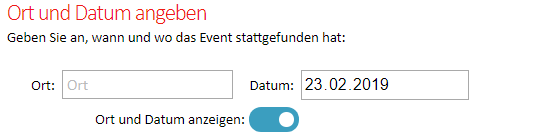 Ort und Datum angeben
Geben Sie an, wann und wo das Event stattgefunden hat:
Ort: Ort Datum: 23.02.2019
Ort und Datum anzeigen: